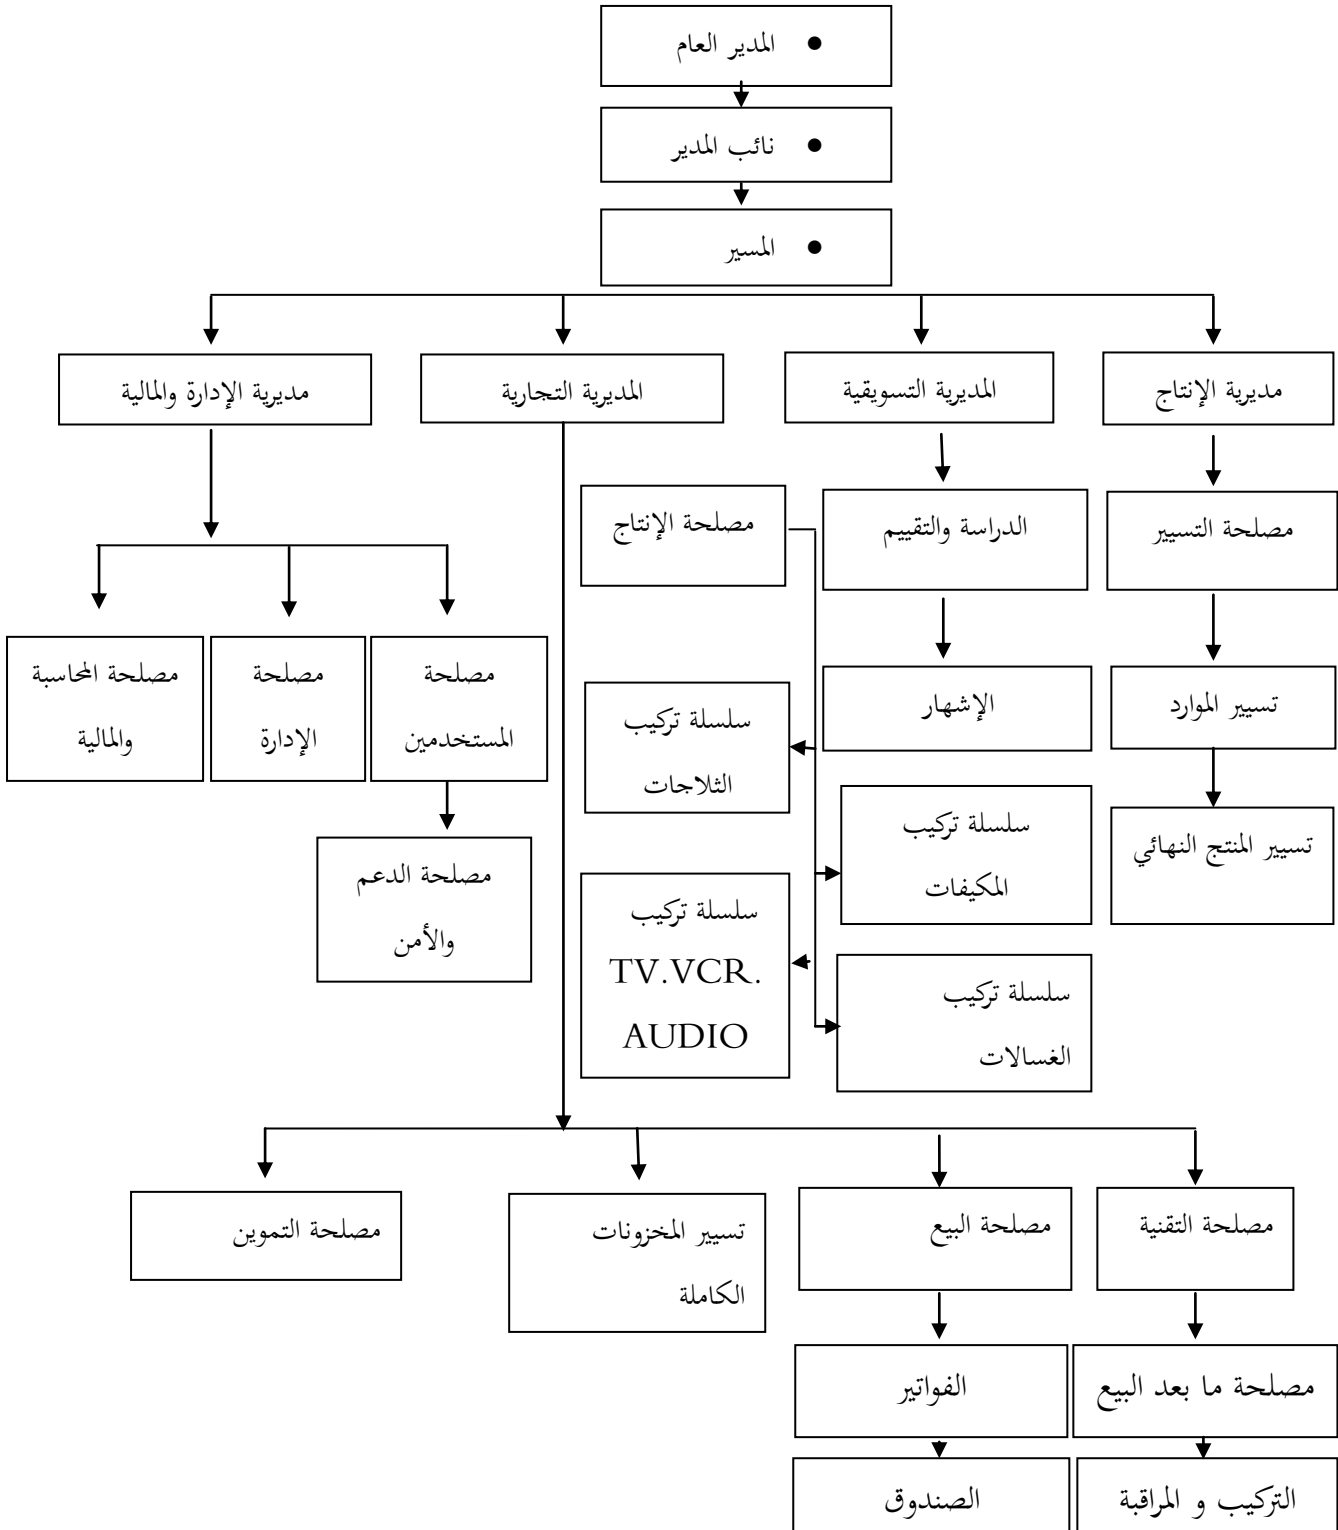 • المدير العام
• نائب المدير
• المسير
مديرية الإنتاج
المديرية التسويقية
المديرية التجارية
مديرية الإدارة والمالية
مصلحة التسيير
الدراسة والتقييم
مصلحة الإنتاج
تسيير الموارد
الإشهار
سلسلة تركيب
الثلاجات
مصلحة
المستخدمين
مصلحة
الإدارة
مصلحة المحاسبة
والمالية
تسيير المنتج النهائي
سلسلة تركيب
المكيفات
سلسلة تركيب
TV.VCR.
AUDIO
مصلحة الدعم
والأمن
سلسلة تركيب
الغسالات
مصلحة التقنية
مصلحة البيع
تسيير المخزونات
الكاملة
مصلحة التموين
مصلحة ما بعد البيع
الفواتير
التركيب و المراقبة
الصندوق